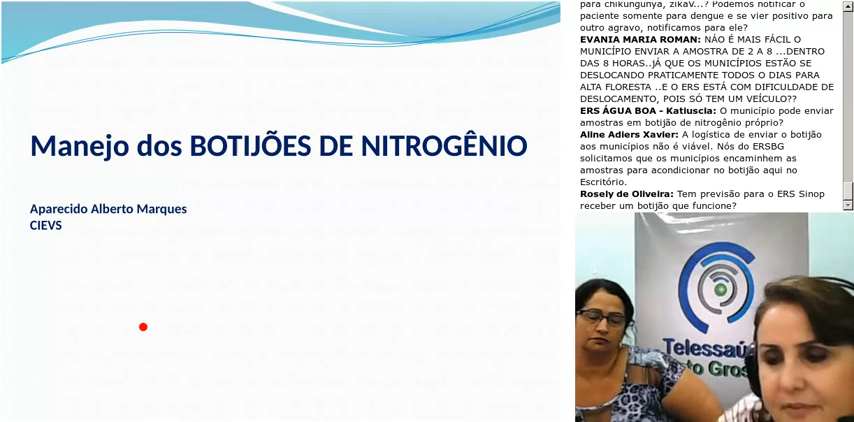 Manejo dos BOTIJÕES DE NITROGÊNIO
Aparecido Alberto Marques
CIEVS
para chikungunya, zikaV...? Podemos notificar o
paciente somente para dengue e se vier positivo para
outro agravo, notificamos para ele?
EVANIA MARIA ROMAN: NÃO É MAIS FÁCIL O
MUNICÍPIO ENVIAR A AMOSTRA DE 2 A 8 ...DENTRO
DAS 8 HORAS..JÁ QUE OS MUNICÍPIOS ESTÃO SE
DESLOCANDO PRATICAMENTE TODOS O DIAS PARA
ALTA FLORESTA ..E O ERS ESTÁ COM DIFICULDADE DE
DESLOCAMENTO, POIS SÓ TEM UM VEÍCULO??
ERS ÁGUA BOA - Katiuscia: O município pode enviar
amostras em botijão de nitrogênio próprio?
Aline Adlers Xavier: A logística de enviar o botijão
aos municípios não é viável. Nós do ERSBG
solicitamos que os municípios encaminhem as
amostras para acondicionar no botijão aqui no
Escritório.
Rosely de Oliveira: Tem previsão para o ERS Sinop
receber um botijão que funcione?
Telessaú
to Gros